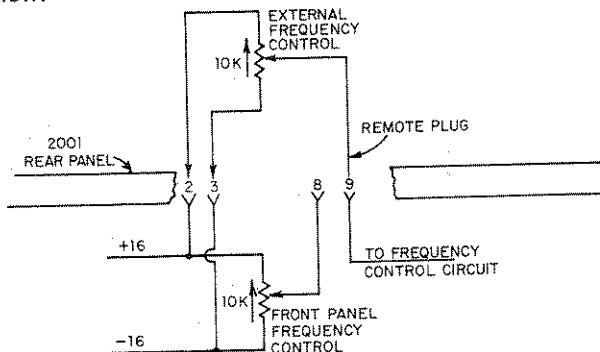 EXTERNAL
FREQUENCY
CONTROL
10K
REMOTE PLUG
2001
REAR PANEL
2 3 8 9
+16
TO FREQUENCY
CONTROL CIRCUIT
10K
FRONT PANEL
FREQUENCY
CONTROL
-16